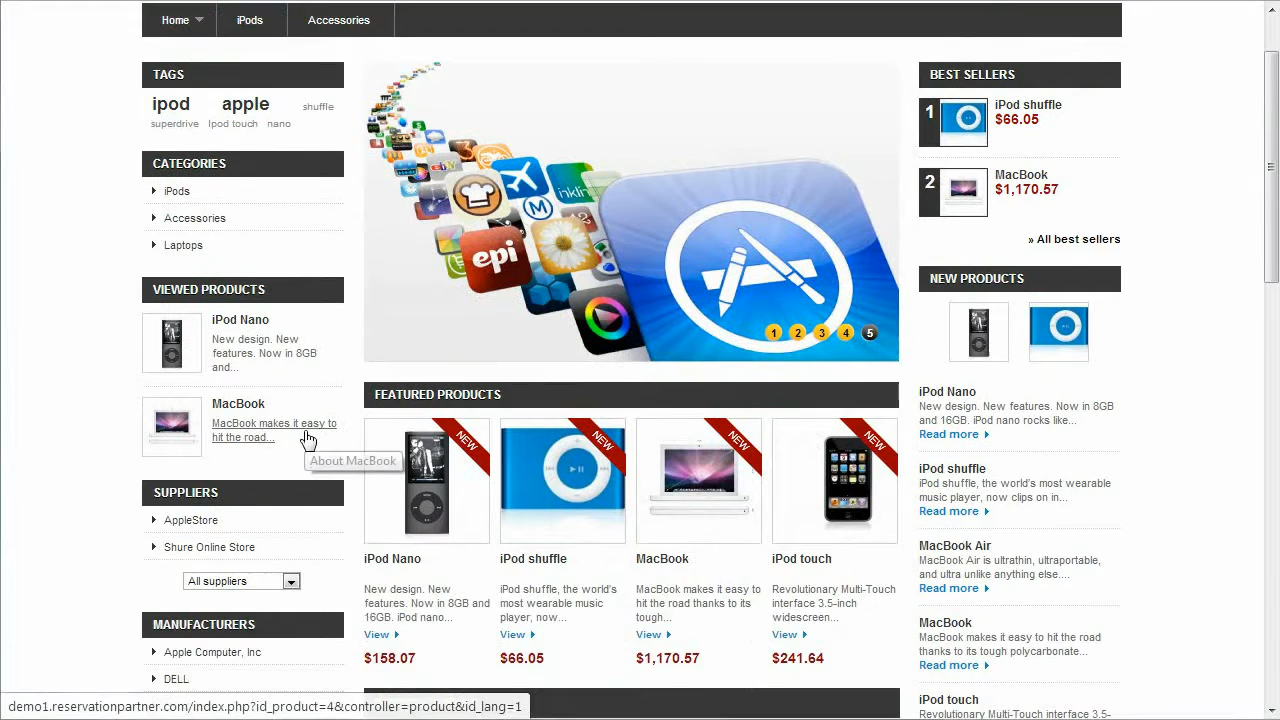 Home
iPods
Accessories
TAGS
ipod apple shuffle
superdrive Ipod touch nano
CATEGORIES
iPods
Accessories
Laptops
VIEWED PRODUCTS
iPod Nano
New design. New
features. Now in 8GB
and...
MacBook
MacBook makes it easy to
hit the road...
About MacBook
SUPPLIERS
AppleStore
Shure Online Store
All suppliers
MANUFACTURERS
Apple Computer, Inc
DELL
epi
1 2 3 4 5
FEATURED PRODUCTS
NEW
NEW
NEW
NEW
iPod Nano
New design. New
features. Now in 8GB and
16GB. iPod nano...
View
$158.07
iPod shuffle
iPod shuffle, the world's
most wearable music
player, now...
View
$66.05
MacBook
MacBook makes it easy to
hit the road thanks to its
tough...
View
$1,170.57
iPod touch
Revolutionary Multi-Touch
interface 3.5-inch
widescreen...
View
$241.64
BEST SELLERS
1
iPod shuffle
$66.05
2
MacBook
$1,170.57
» All best sellers
NEW PRODUCTS
iPod Nano
New design. New features. Now in 8GB
and 16GB. iPod nano rocks like...
Read more
iPod shuffle
iPod shuffle, the world's most wearable
music player, now clips on in...
Read more
MacBook Air
MacBook Air is ultrathin, ultraportable,
and ultra unlike anything else....
Read more
MacBook
MacBook makes it easy to hit the road
thanks to its tough polycarbonate...
Read more
iPod touch
Revolutionary Multi-Touch interface 3.5-
demo1.reservationpartner.com/index.php?id_product=4&controller=product&id_lang=1